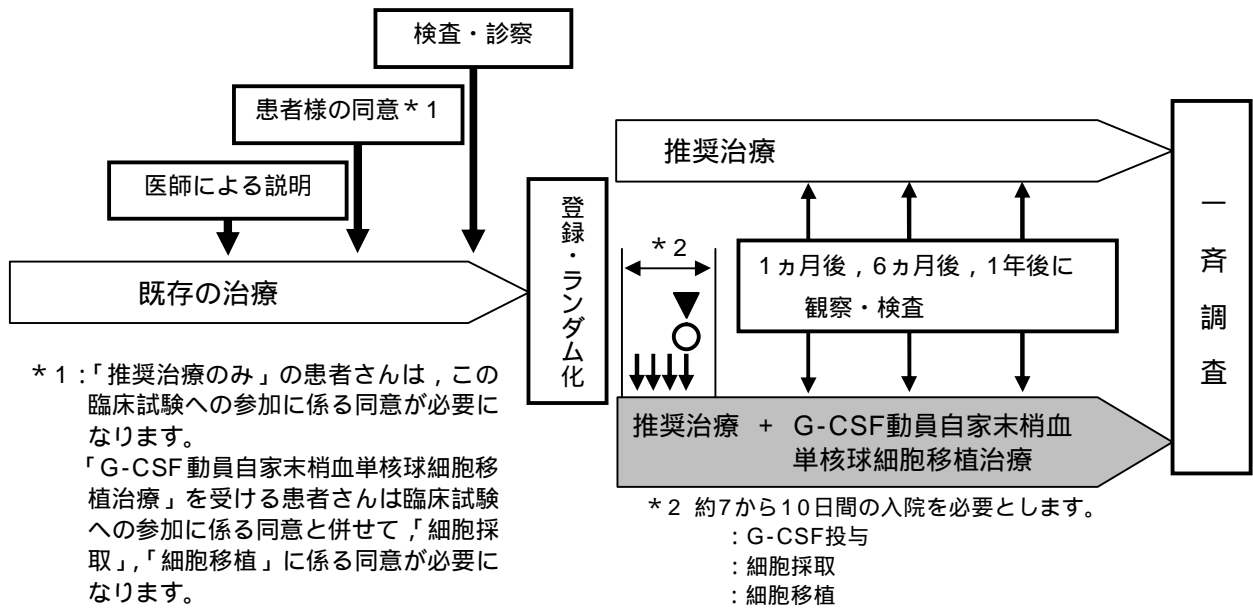 検査・診察
患者様の同意＊1
医師による説明
既存の治療
登録・ランダム化
推奨治療
＊2
1ヵ月後，6ヵ月後，1年後に
観察・検査
推奨治療 + G-CSF動員自家末梢血
単核球細胞移植治療
一斉調査
＊1：「推奨治療のみ」の患者さんは，この
臨床試験への参加に係る同意が必要に
なります。
「G-CSF動員自家末梢血単核球細胞移
植治療」を受ける患者さんは臨床試験
への参加に係る同意と併せて，「細胞採
取」，「細胞移植」に係る同意が必要に
なります。
＊2 約7から10日間の入院を必要とします。
：G-CSF投与
：細胞採取
：細胞移植